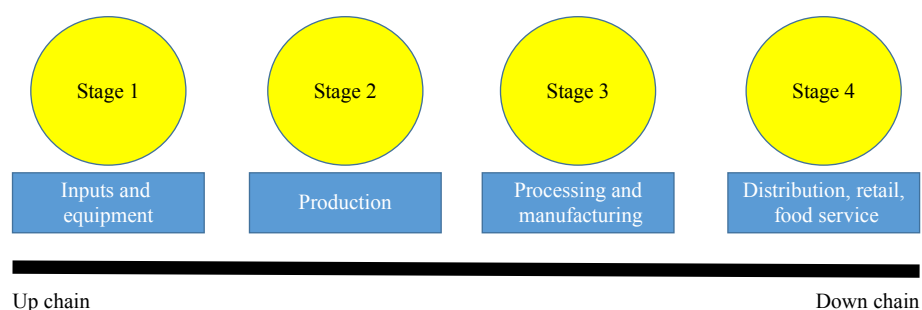 Stage 1
Stage 2
Stage 3
Stage 4
Inputs and
equipment
Production
Processing and
manufacturing
Distribution, retail,
food service
Up chain
Down chain